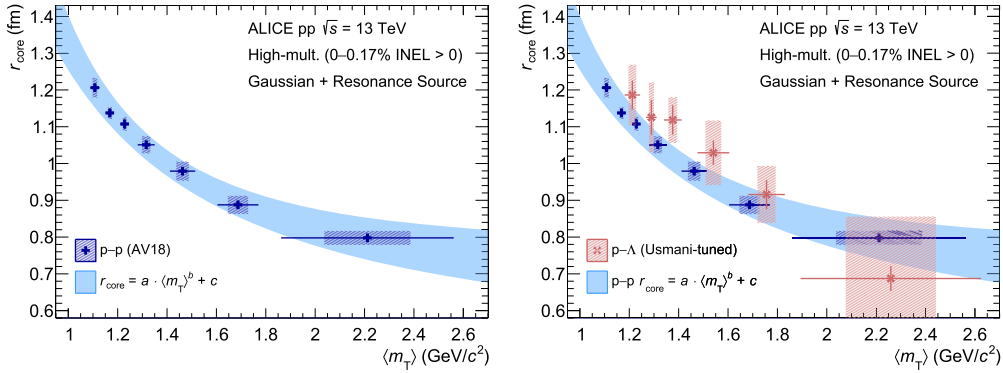 ALICE pp √s = 13 TeV
High-mult. (0–0.17% INEL > 0)
Gaussian + Resonance Source
r_core (fm)
1.4
1.3
1.2
1.1
1
0.9
0.8
0.7
0.6
p–p (AV18)
r_core = a · ⟨m_T⟩^b + c
1 1.2 1.4 1.6 1.8 2 2.2 2.4 2.6
⟨m_T⟩ (GeV/c²)
ALICE pp √s = 13 TeV
High-mult. (0–0.17% INEL > 0)
Gaussian + Resonance Source
r_core (fm)
1.4
1.3
1.2
1.1
1
0.9
0.8
0.7
0.6
p–Λ (Usmani-tuned)
p–p r_core = a · ⟨m_T⟩^b + c
1 1.2 1.4 1.6 1.8 2 2.2 2.4 2.6
⟨m_T⟩ (GeV/c²)